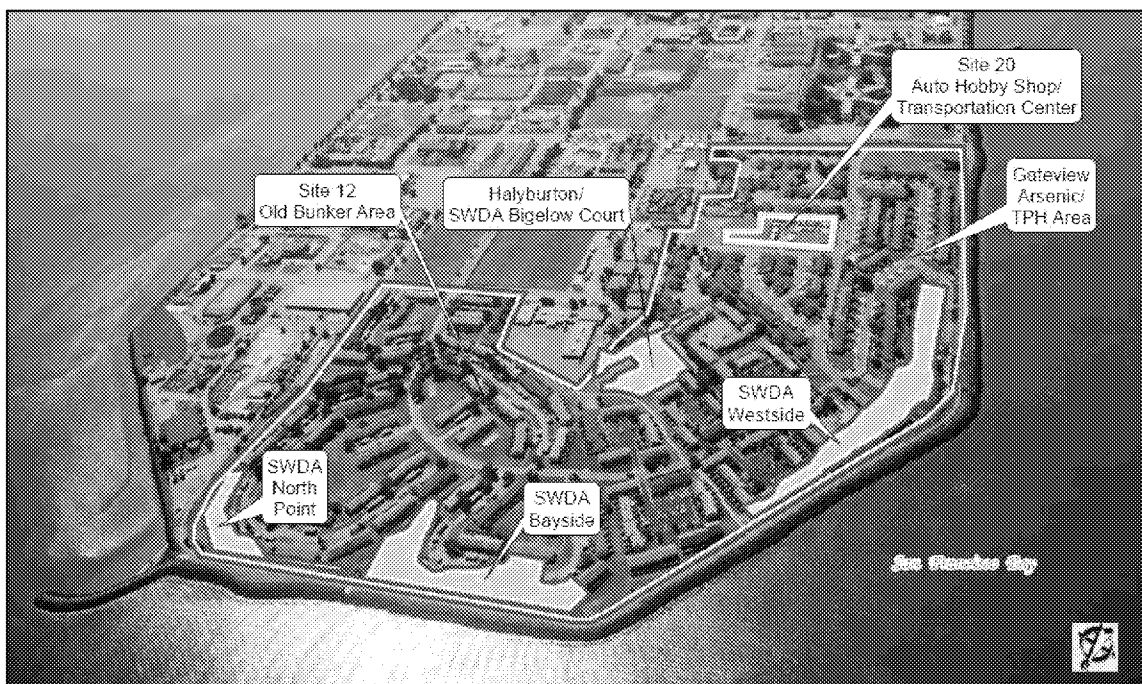 Site 20
Auto Hobby Shop/
Transportation Center
Site 12
Old Bunker Area
Halyburton/
SWDA Bigelow Court
Gateview
Arsenic/
TPH Area
SWDA
Westside
SWDA
North
Point
SWDA
Bayside
San Francisco Bay